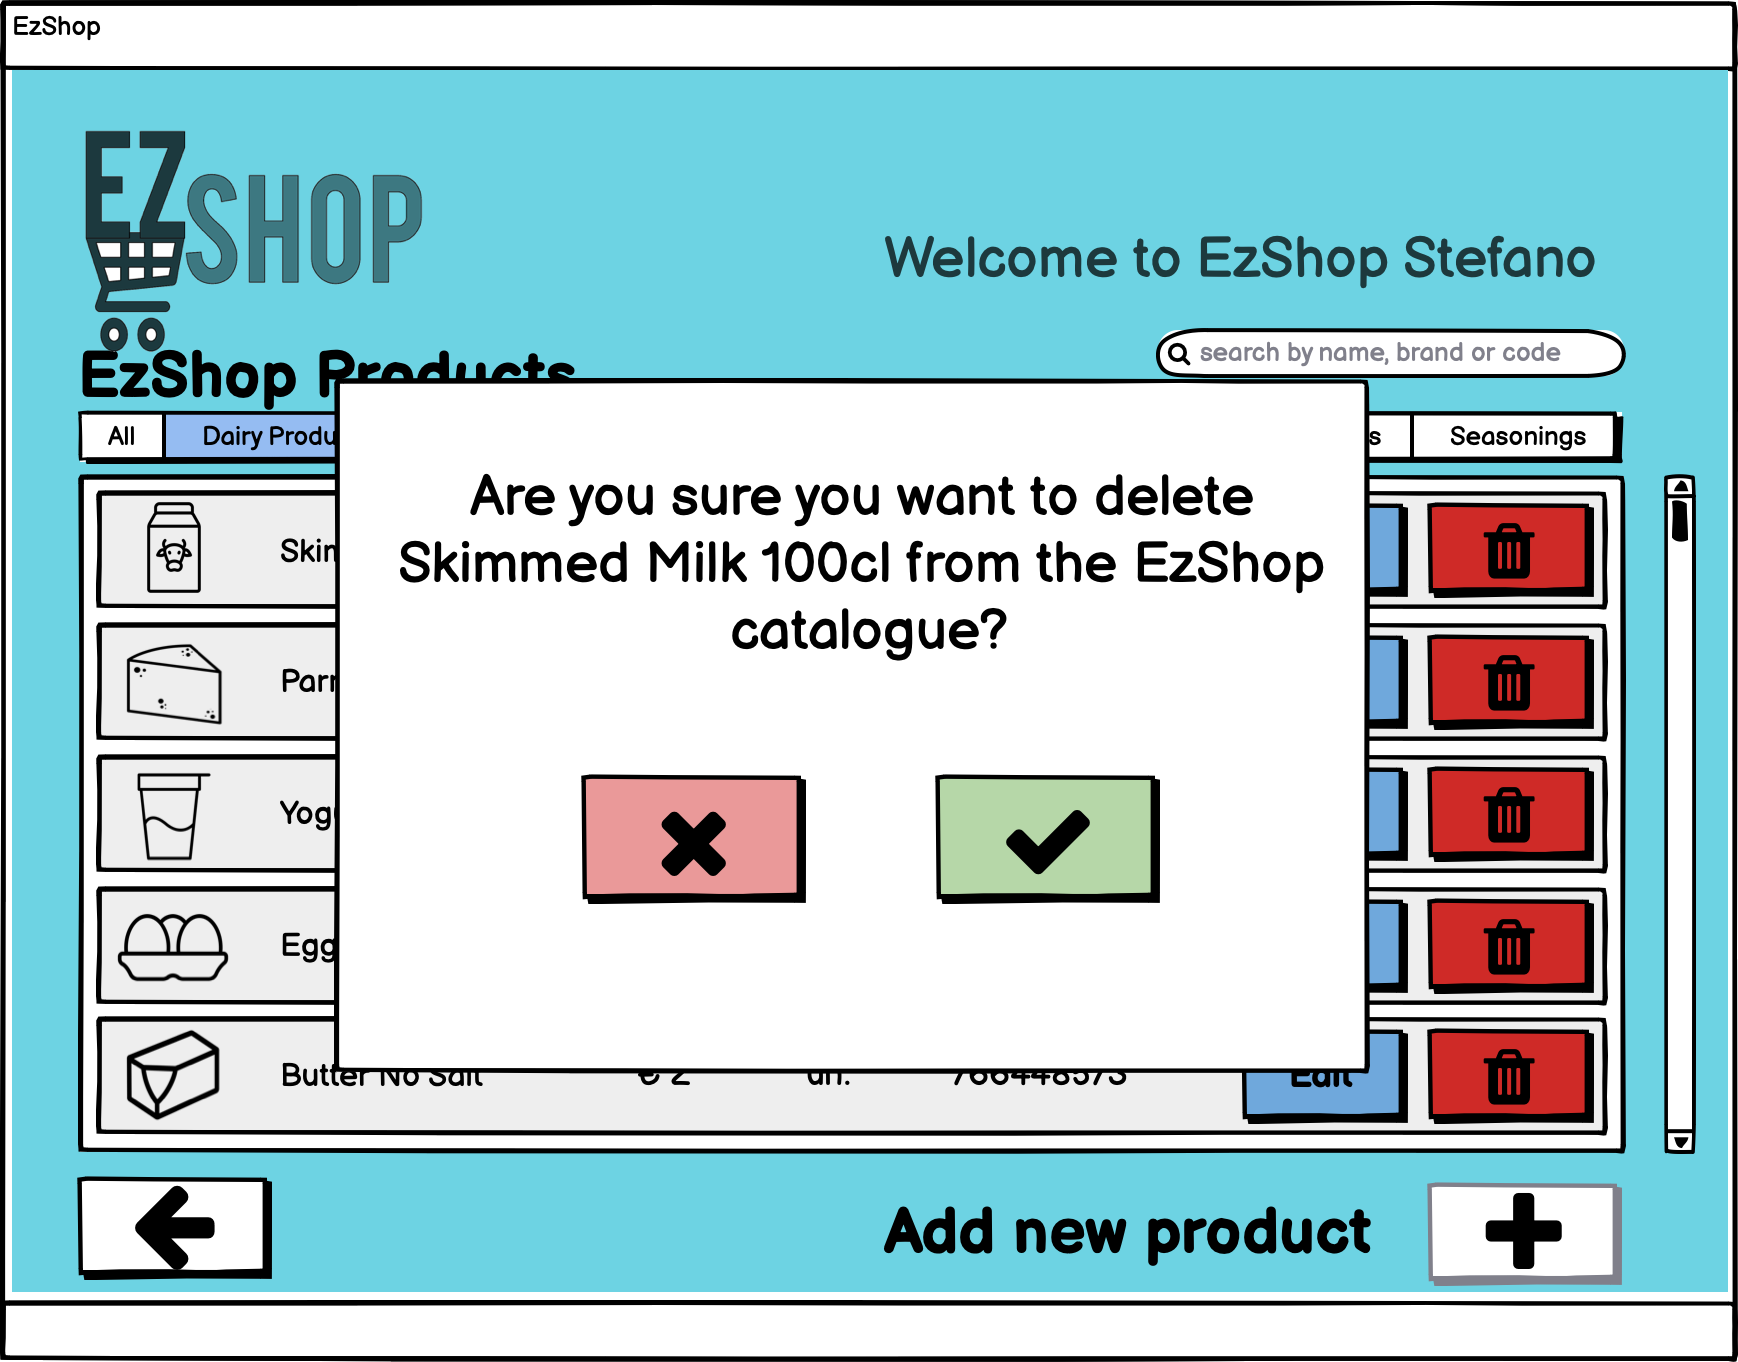 EzShop
EZSHOP
Welcome to EzShop Stefano
EzShop Products
search by name, brand or code
All
Dairy Produ
s
Seasonings
Are you sure you want to delete
Skimmed Milk 100cl from the EzShop
catalogue?
Skin
Parr
Yog
Egg
Butter No Salt
€ 2
un.
Edit
Add new product